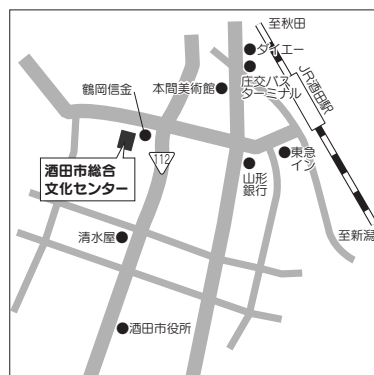 至秋田
ダイエー
庄交バス
ターミナル
JR酒田駅
本間美術館
鶴岡信金
112
酒田市総合
文化センター
東急
イン
山形
銀行
清水屋
至新潟
酒田市役所